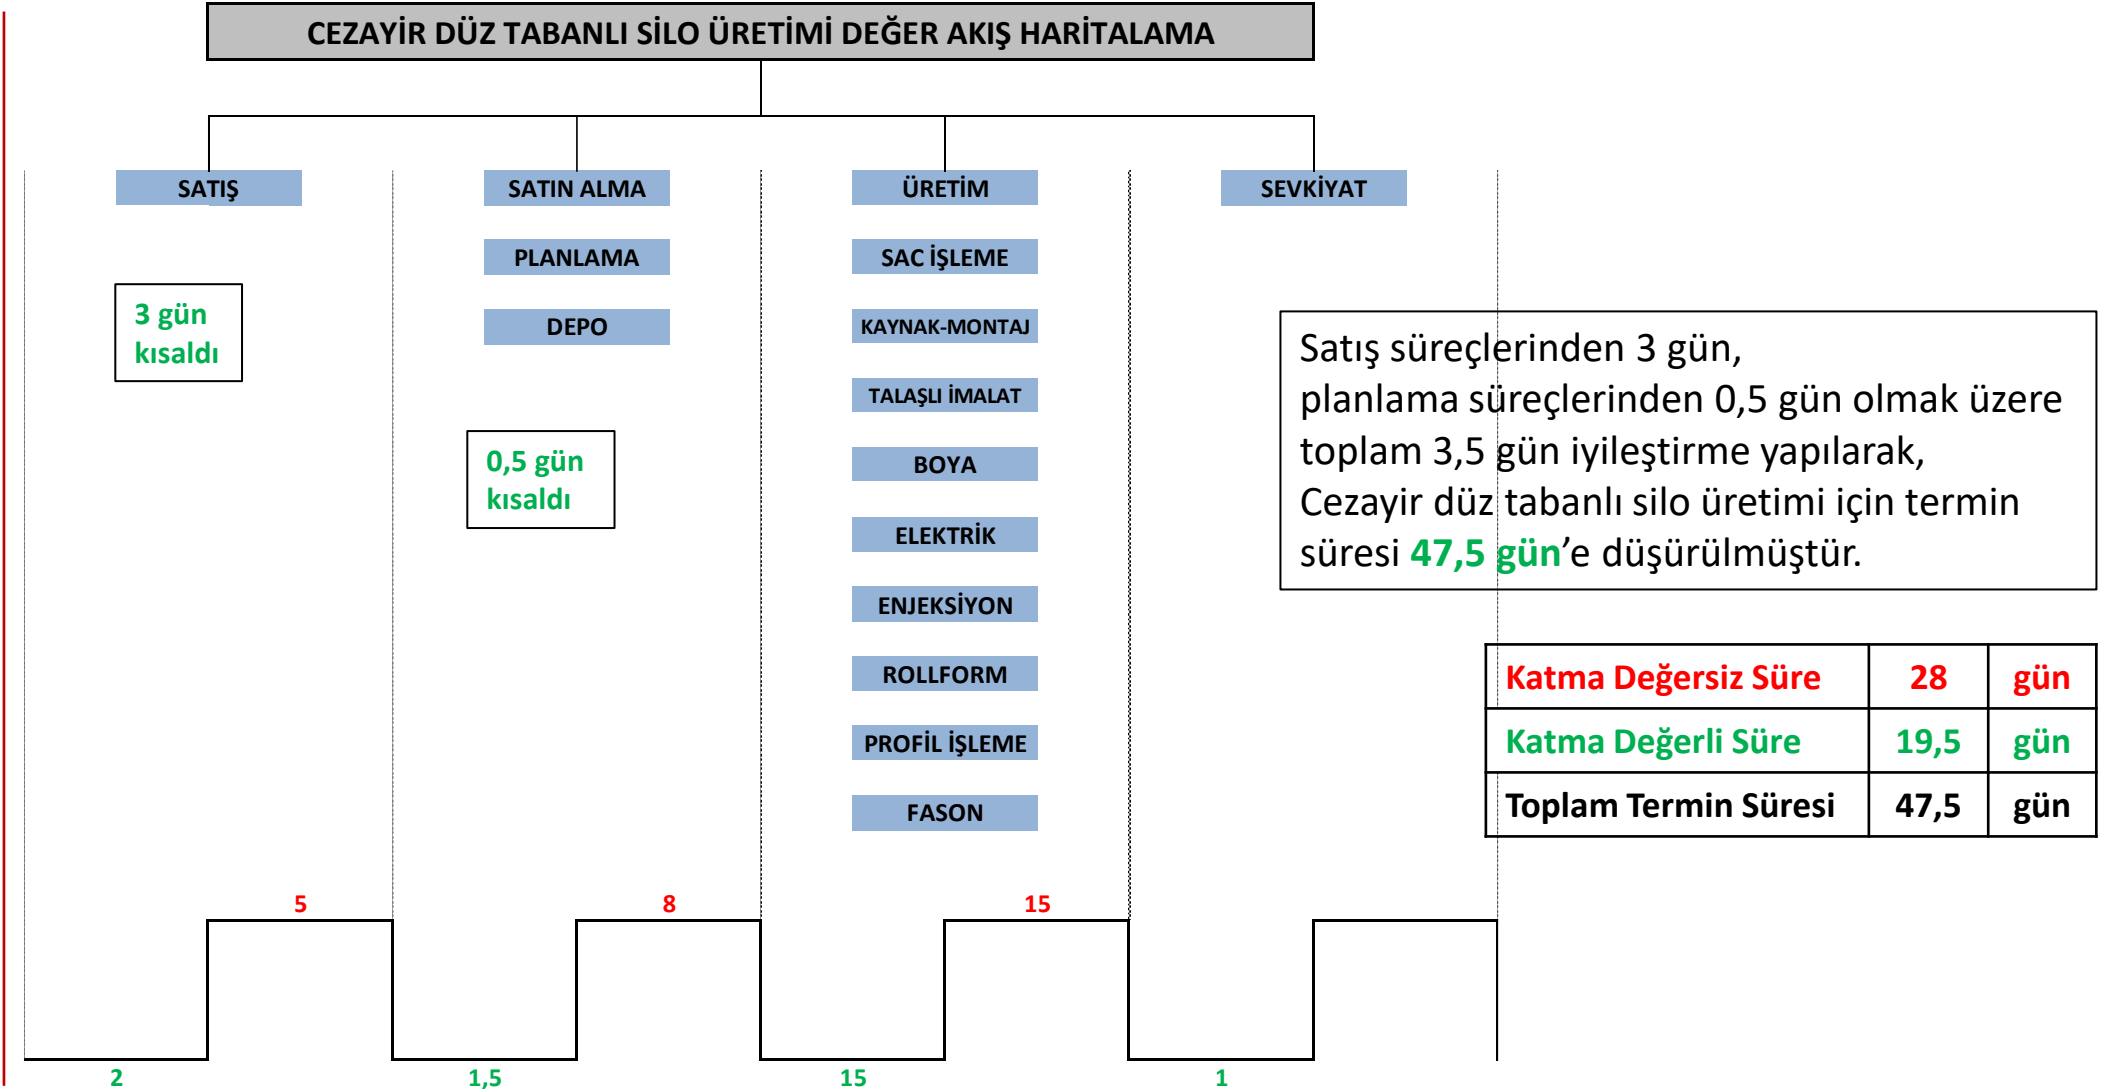 CEZAYİR DÜZ TABANLI SİLO ÜRETİMİ DEĞER AKIŞ HARİTALAMA
SATIŞ
SATIN ALMA
ÜRETİM
SEVKİYAT
PLANLAMA
SAC İŞLEME
3 gün
kısaldı
DEPO
KAYNAK-MONTAJ
TALAŞLI İMALAT
0,5 gün
kısaldı
BOYA
ELEKTRİK
ENJEKSİYON
ROLLFORM
PROFİL İŞLEME
FASON
Satış süreçlerinden 3 gün,
planlama süreçlerinden 0,5 gün olmak üzere
toplam 3,5 gün iyileştirme yapılarak,
Cezayir düz tabanlı silo üretimi için termin
süresi 47,5 gün’e düşürülmüştür.
Katma Değersiz Süre 28 gün
Katma Değerli Süre 19,5 gün
Toplam Termin Süresi 47,5 gün
5 8 15
2 1,5 15 1